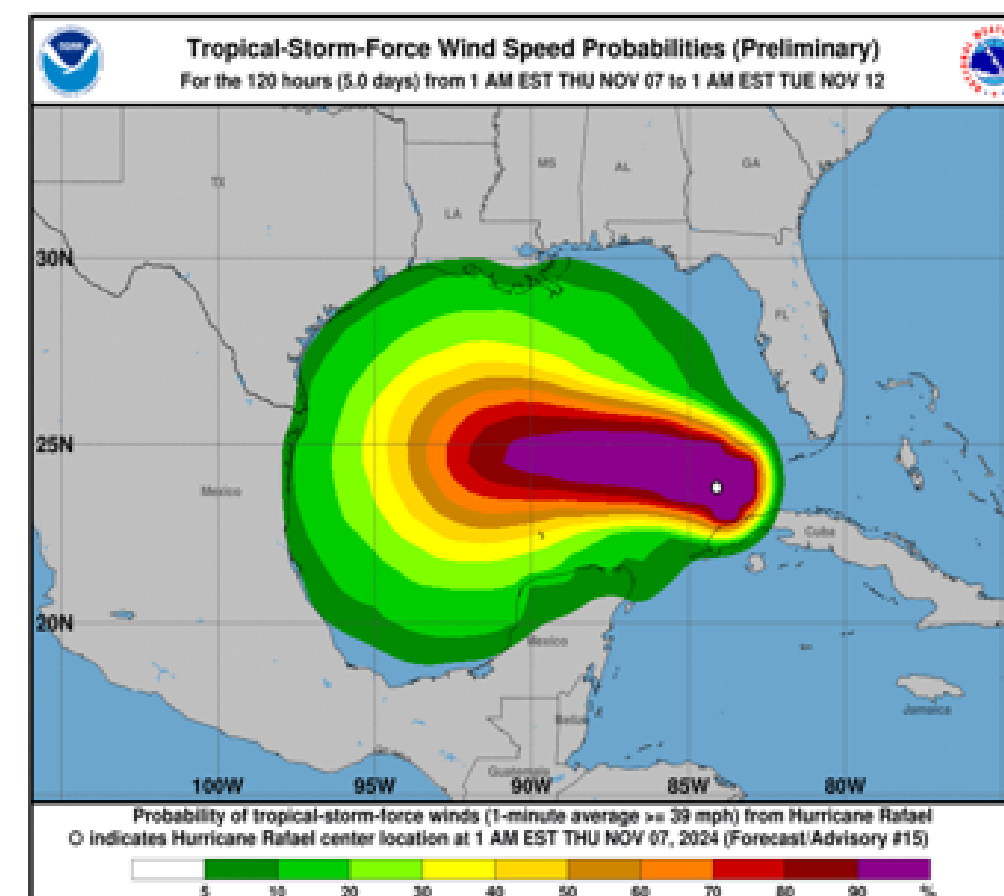 NOAA
Tropical-Storm-Force Wind Speed Probabilities (Preliminary)
For the 120 hours (5.0 days) from 1 AM EST THU NOV 07 to 1 AM EST TUE NOV 12
MS
AL
GA
TX
LA
30N
FL
25N
Mexico
Cuba
20N
Mexico
Jamaica
Belize
Guatemala
100W
95W
90W
85W
80W
Probability of tropical-storm-force winds (1-minute average >= 39 mph) from Hurricane Rafael
O indicates Hurricane Rafael center location at 1 AM EST THU NOV 07, 2024 (Forecast/Advisory #15)
5 10 20 30 40 50 60 70 80 90 %